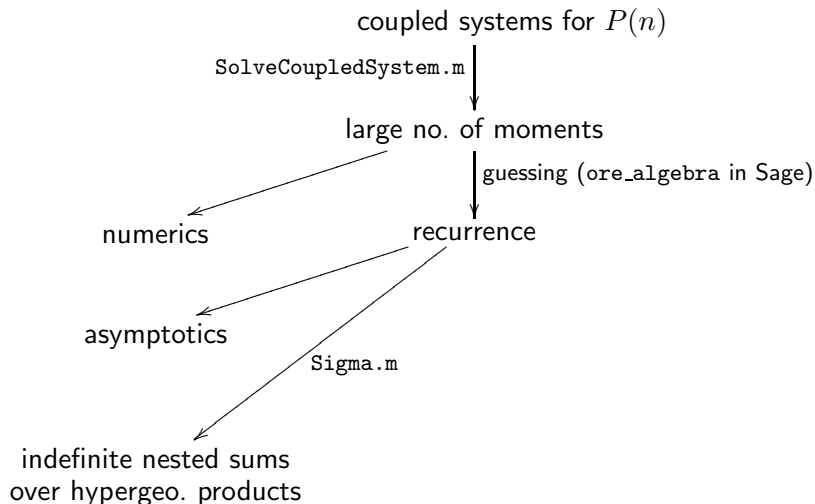 coupled systems for P(n)
SolveCoupledSystem.m
large no. of moments
guessing (ore_algebra in Sage)
numerics
recurrence
asymptotics
Sigma.m
indefinite nested sums
over hypergeo. products